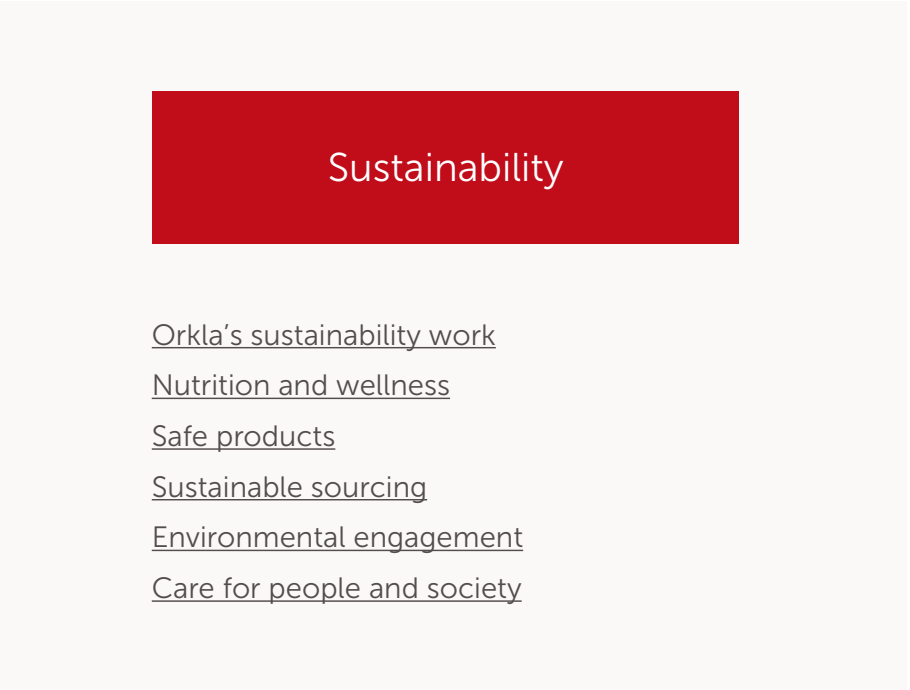 Sustainability
Orkla’s sustainability work
Nutrition and wellness
Safe products
Sustainable sourcing
Environmental engagement
Care for people and society